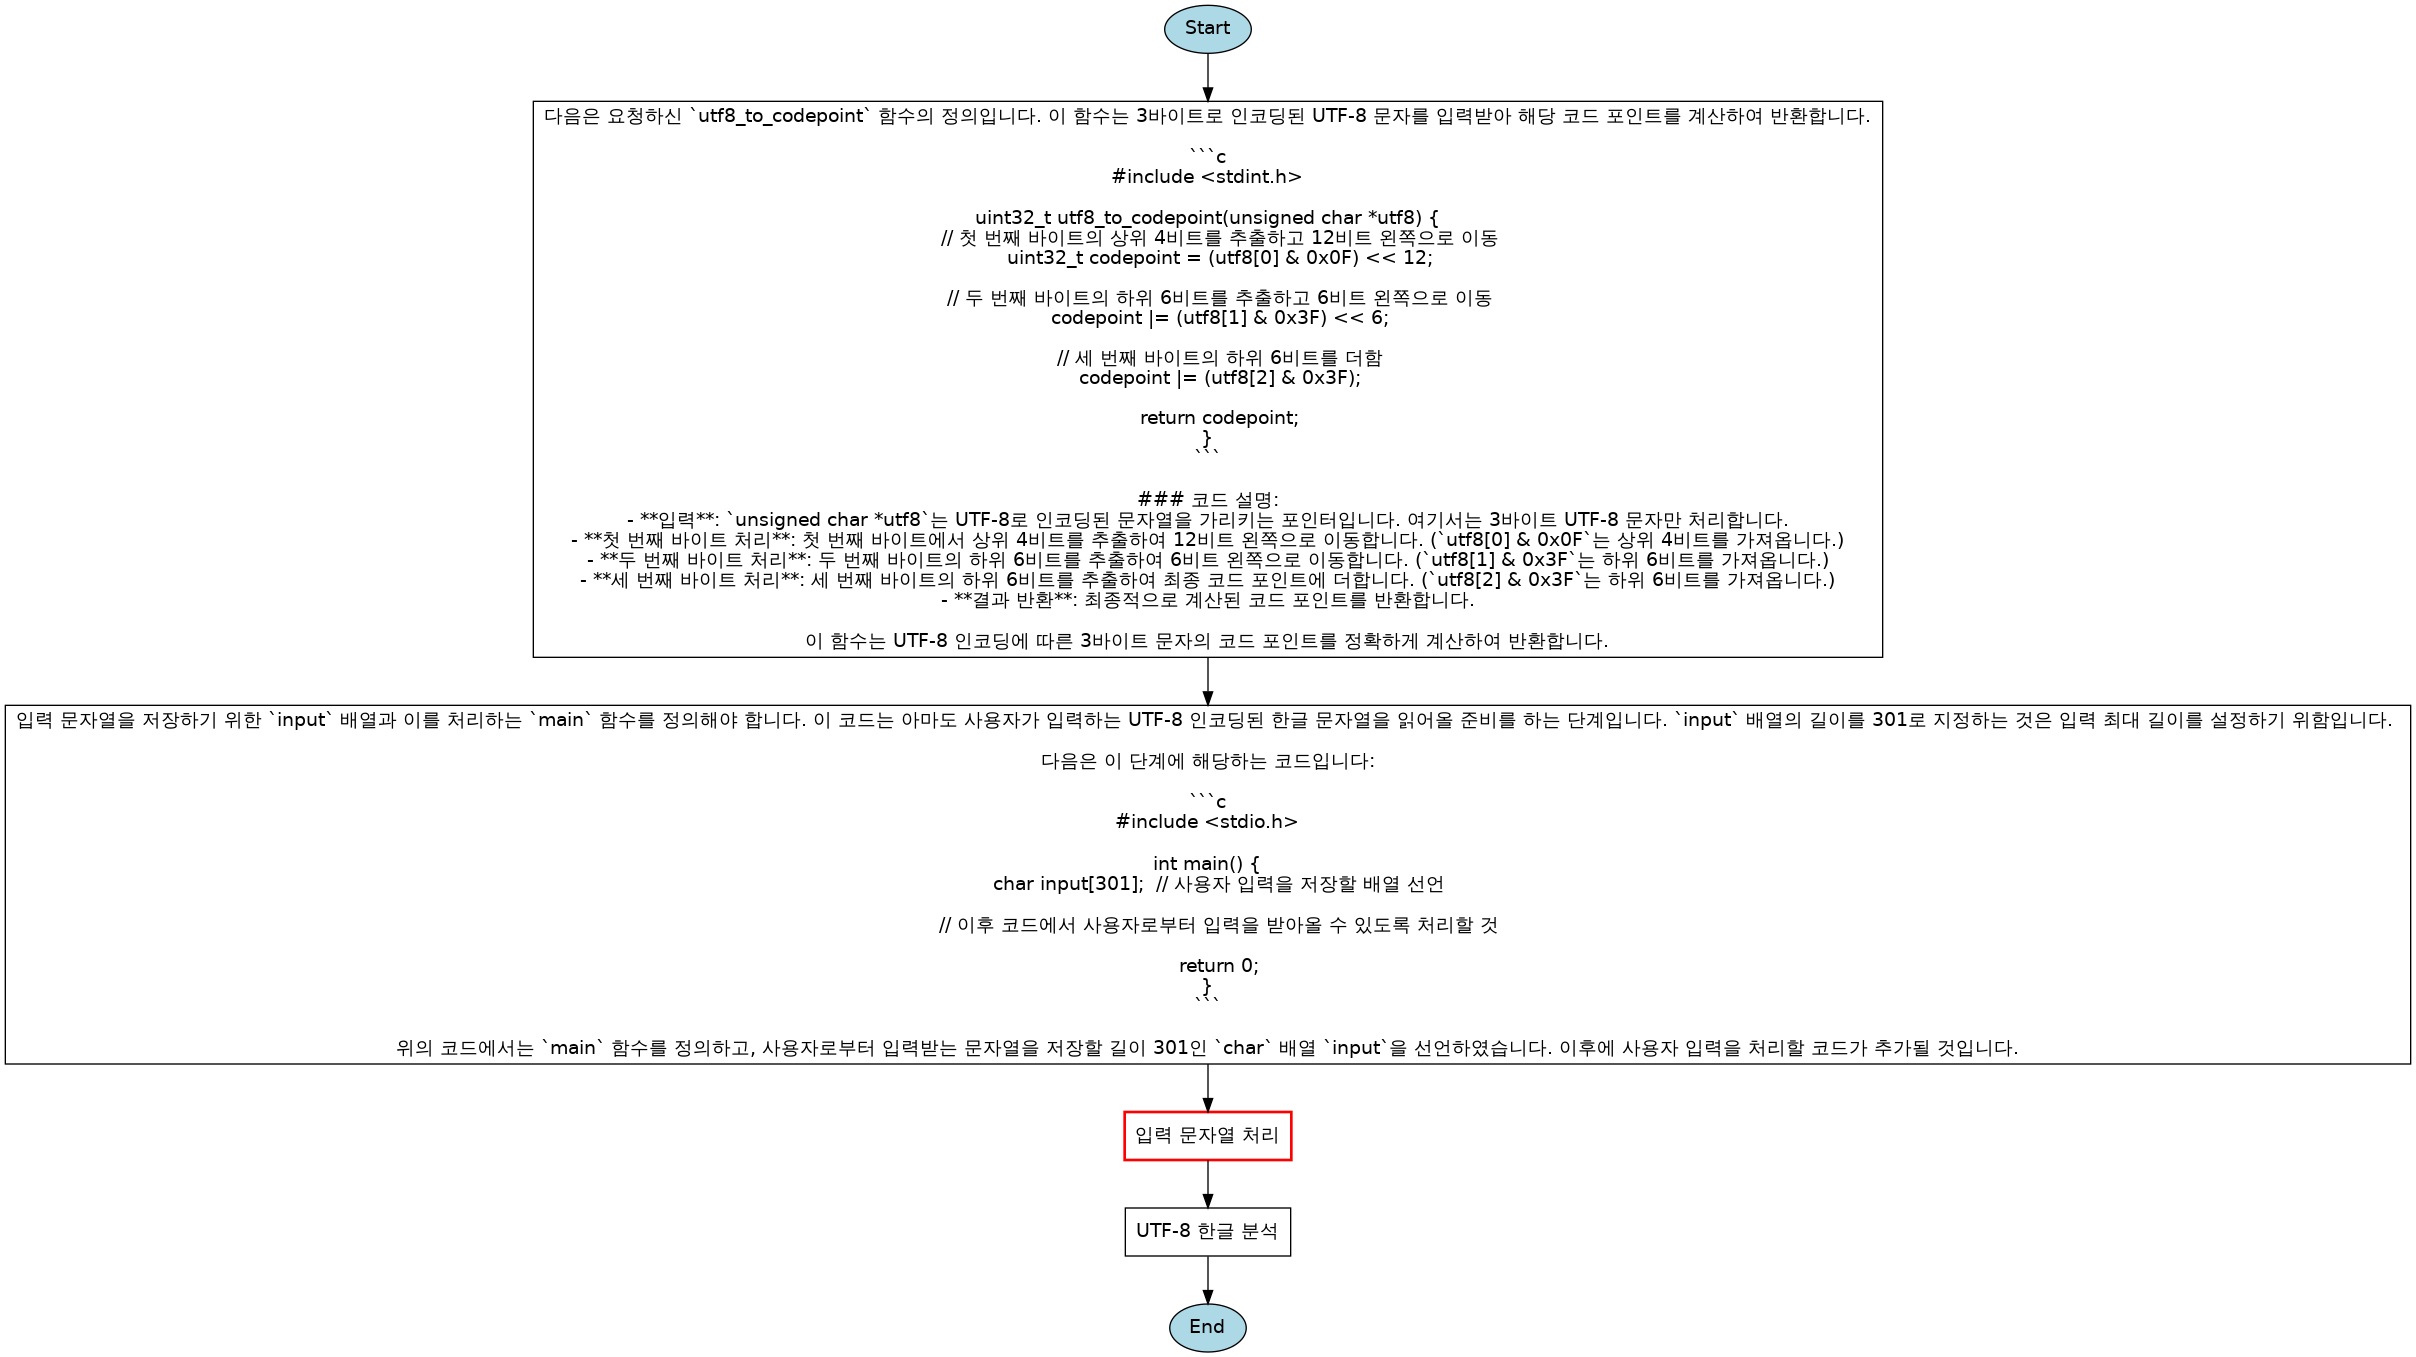 Start
다음은 요청하신 `utf8_to_codepoint` 함수의 정의입니다. 이 함수는 3바이트로 인코딩된 UTF-8 문자를 입력받아 해당 코드 포인트를 계산하여 반환합니다.
```c
#include <stdint.h>
uint32_t utf8_to_codepoint(unsigned char *utf8) {
// 첫 번째 바이트의 상위 4비트를 추출하고 12비트 왼쪽으로 이동
uint32_t codepoint = (utf8[0] & 0x0F) << 12;
// 두 번째 바이트의 하위 6비트를 추출하고 6비트 왼쪽으로 이동
codepoint |= (utf8[1] & 0x3F) << 6;
// 세 번째 바이트의 하위 6비트를 더함
codepoint |= (utf8[2] & 0x3F);
return codepoint;
}
```
### 코드 설명:
- **입력**: `unsigned char *utf8`는 UTF-8로 인코딩된 문자열을 가리키는 포인터입니다. 여기서는 3바이트 UTF-8 문자만 처리합니다.
- **첫 번째 바이트 처리**: 첫 번째 바이트에서 상위 4비트를 추출하여 12비트 왼쪽으로 이동합니다. (`utf8[0] & 0x0F`는 상위 4비트를 가져옵니다.)
- **두 번째 바이트 처리**: 두 번째 바이트의 하위 6비트를 추출하여 6비트 왼쪽으로 이동합니다. (`utf8[1] & 0x3F`는 하위 6비트를 가져옵니다.)
- **세 번째 바이트 처리**: 세 번째 바이트의 하위 6비트를 추출하여 최종 코드 포인트에 더합니다. (`utf8[2] & 0x3F`는 하위 6비트를 가져옵니다.)
- **결과 반환**: 최종적으로 계산된 코드 포인트를 반환합니다.
이 함수는 UTF-8 인코딩에 따른 3바이트 문자의 코드 포인트를 정확하게 계산하여 반환합니다.
입력 문자열을 저장하기 위한 `input` 배열과 이를 처리하는 `main` 함수를 정의해야 합니다. 이 코드는 아마도 사용자가 입력하는 UTF-8 인코딩된 한글 문자열을 읽어올 준비를 하는 단계입니다. `input` 배열의 길이를 301로 지정하는 것은 입력 최대 길이를 설정하기 위함입니다.
다음은 이 단계에 해당하는 코드입니다:
```c
#include <stdio.h>
int main() {
char input[301];  // 사용자 입력을 저장할 배열 선언
// 이후 코드에서 사용자로부터 입력을 받아올 수 있도록 처리할 것
return 0;
}
```
위의 코드에서는 `main` 함수를 정의하고, 사용자로부터 입력받는 문자열을 저장할 길이 301인 `char` 배열 `input`을 선언하였습니다. 이후에 사용자 입력을 처리할 코드가 추가될 것입니다.
입력 문자열 처리
UTF-8 한글 분석
End